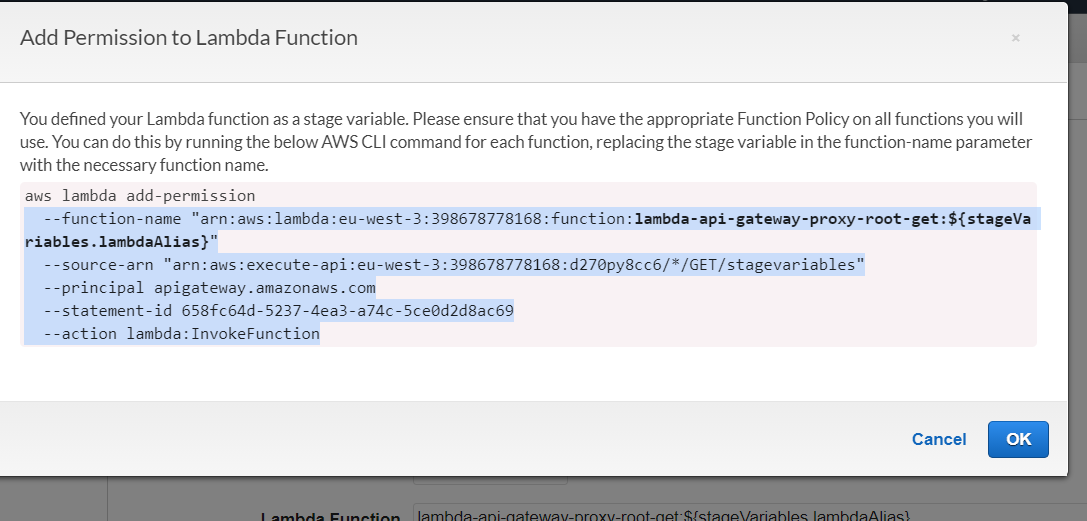 Add Permission to Lambda Function
×
You defined your Lambda function as a stage variable. Please ensure that you have the appropriate Function Policy on all functions you will
use. You can do this by running the below AWS CLI command for each function, replacing the stage variable in the function-name parameter
with the necessary function name.
aws lambda add-permission
--function-name "arn:aws:lambda:eu-west-3:398678778168:function:lambda-api-gateway-proxy-root-get:${stageVa
riables.lambdaAlias}"
--source-arn "arn:aws:execute-api:eu-west-3:398678778168:d270py8cc6/*/GET/stagevariables"
--principal apigateway.amazonaws.com
--statement-id 658fc64d-5237-4ea3-a74c-5ce0d2d8ac69
--action lambda:InvokeFunction
Cancel OK
Lambda Function lambda-api-gateway-proxy-root-get:${stageVariables.lambdaAlias}